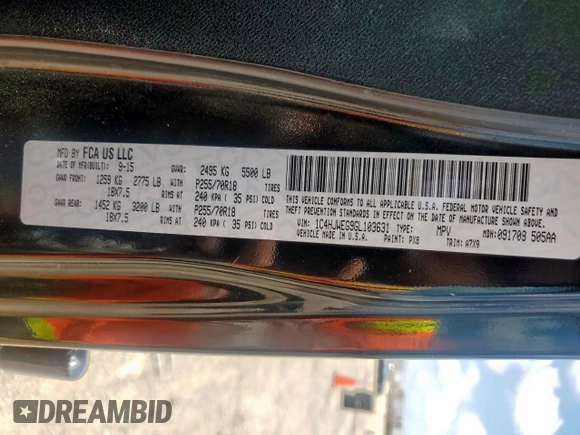 MFD BY FCA US LLC
DATE OF MFR(BUILT): 9-15 GVWR: 2495 KG 5500 LB
GAWR FRONT: 1259 KG 2775 LB WITH P255/70R18 TIRES
18X7.5 RIMS AT 240 KPA ( 35 PSI) COLD
GAWR REAR: 1452 KG 3200 LB WITH P255/70R18 TIRES
18X7.5 RIMS AT 240 KPA ( 35 PSI) COLD
THIS VEHICLE CONFORMS TO ALL APPLICABLE U.S.A. FEDERAL MOTOR VEHICLE
SAFETY, BUMPER, AND THEFT PREVENTION STANDARDS IN EFFECT ON THE DATE OF
MANUFACTURE SHOWN ABOVE.
VIN: 1C4HJWEG9GL103631 TYPE: MPV MDH:091703 505AA
VEHICLE MADE IN U.S.A. PAINT: PX8 TRIM: A7X9
DREAMBID